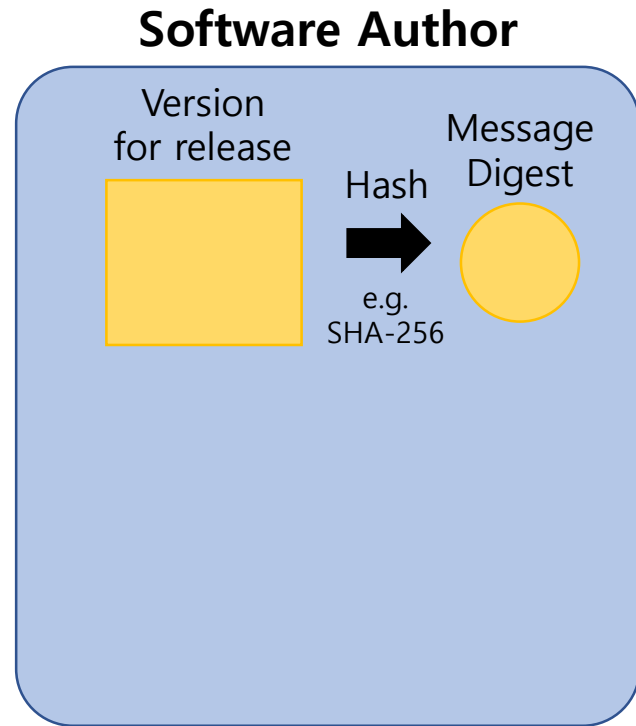 Software Author
Version
for release
Hash
e.g.
SHA-256
Message
Digest